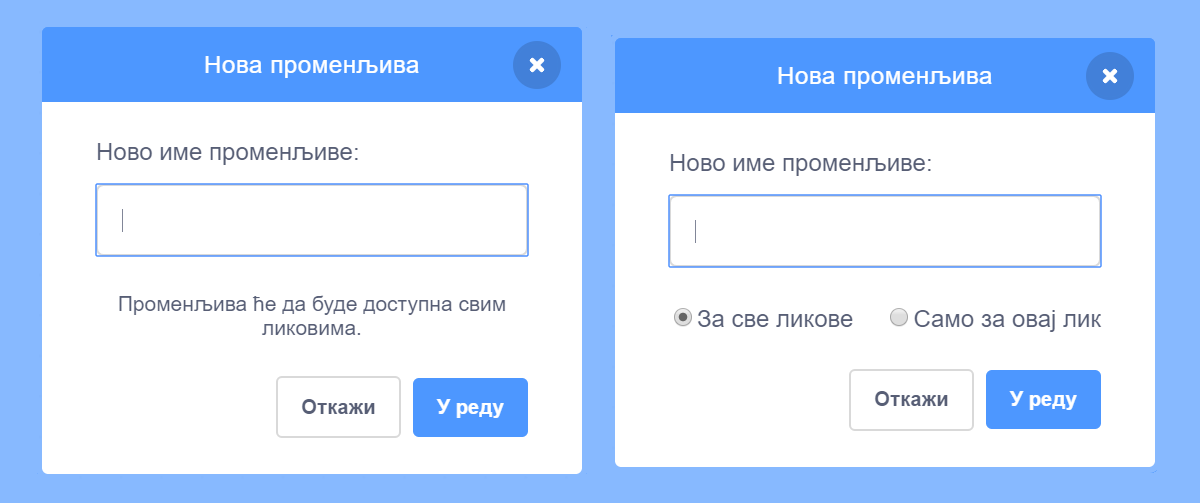 Нова променљива
Ново име променљиве:
Променљива ће да буде доступна свим
ликовима.
Откажи
У реду
Нова променљива
Ново име променљиве:
За све ликове
Само за овај лик
Откажи
У реду